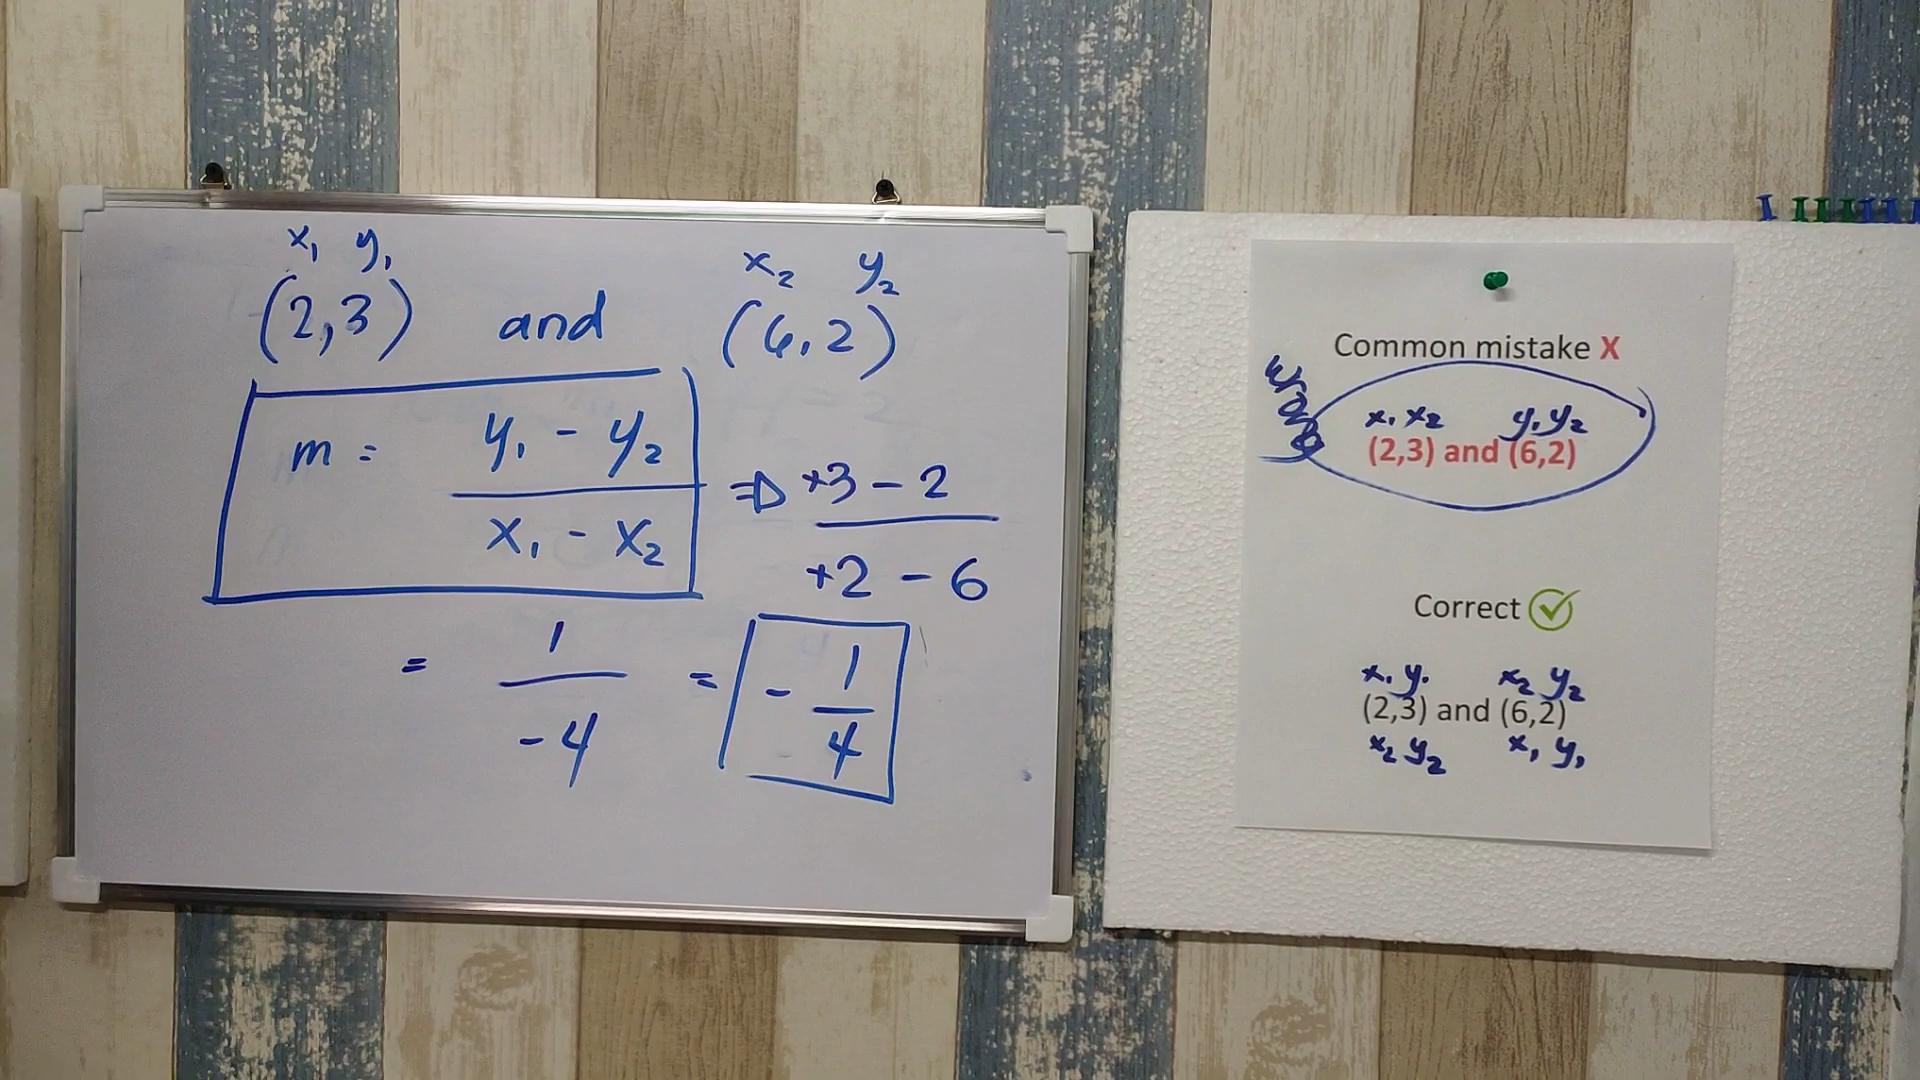 x₁ y₁ x₂ y₂
(2,3) and (6,2)
m = y₁ - y₂ / x₁ - x₂ => +3 - 2 / +2 - 6
= 1 / -4 = - 1/4
Common mistake X
wrong
x₁ x₂ y₁ y₂
(2,3) and (6,2)
Correct
x₁ y₁ x₂ y₂
(2,3) and (6,2)
x₂ y₂ x₁ y₁